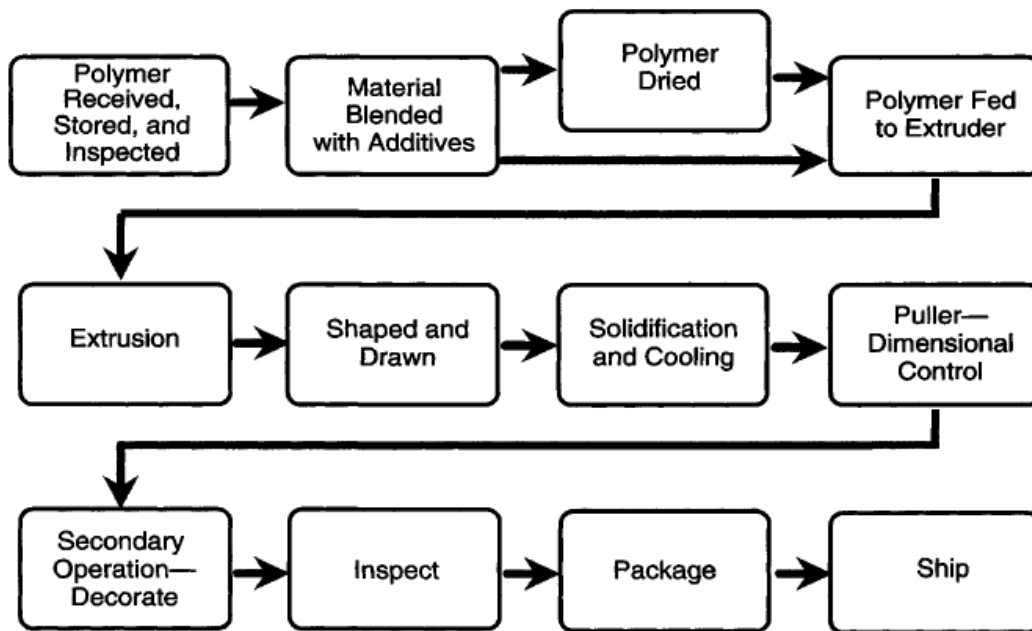 Polymer
Received,
Stored, and
Inspected
Material
Blended
with Additives
Polymer
Dried
Polymer Fed
to Extruder
Extrusion
Shaped and
Drawn
Solidification
and Cooling
Puller—
Dimensional
Control
Secondary
Operation—
Decorate
Inspect
Package
Ship